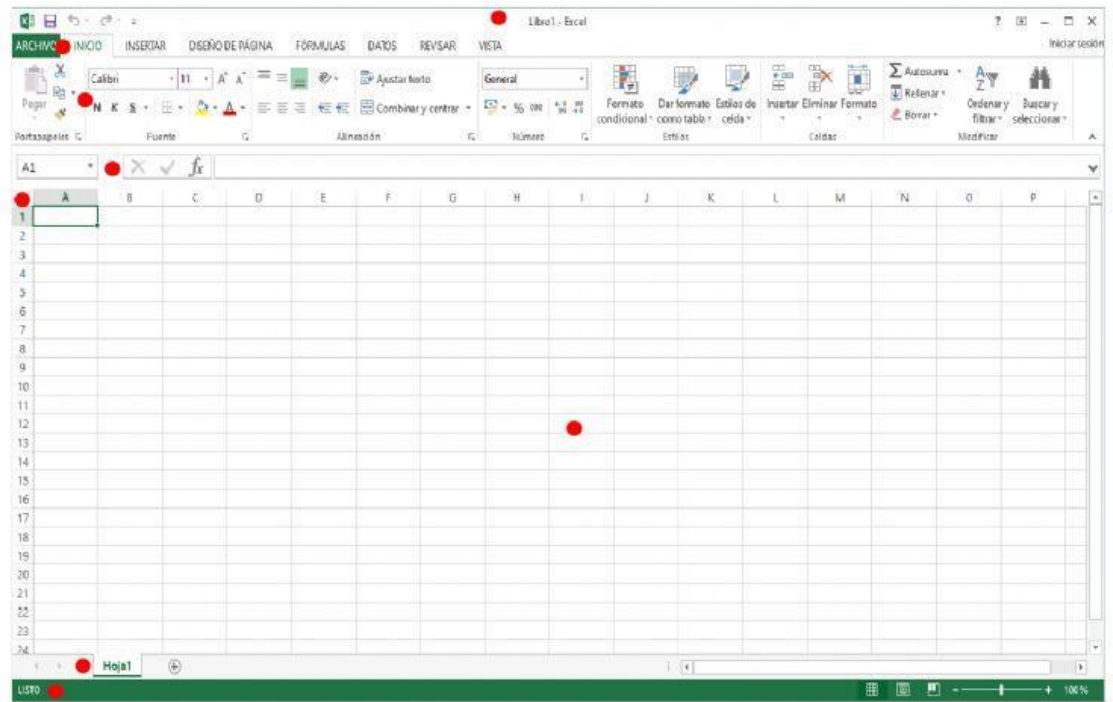 Libro1 - Excel
ARCHIVO INICIO INSERTAR DISEÑO DE PÁGINA FÓRMULAS DATOS REVISAR VISTA Iniciar sesión
Pegar Calibri 11 Ajustar texto General Formato condicional Dar formato como tabla Estilos de celda Insertar Eliminar Formato Autosuma Rellenar Borrar Ordenar y filtrar Buscar y seleccionar
N K S Combinar y centrar % 000
Portapapeles Fuente Alineación Número Estilos Celdas Modificar
A1 fx
A B C D E F G H I J K L M N O P
1
2
3
4
5
6
7
8
9
10
11
12
13
14
15
16
17
18
19
20
21
22
23
24
Hoja1
LISTO 100%